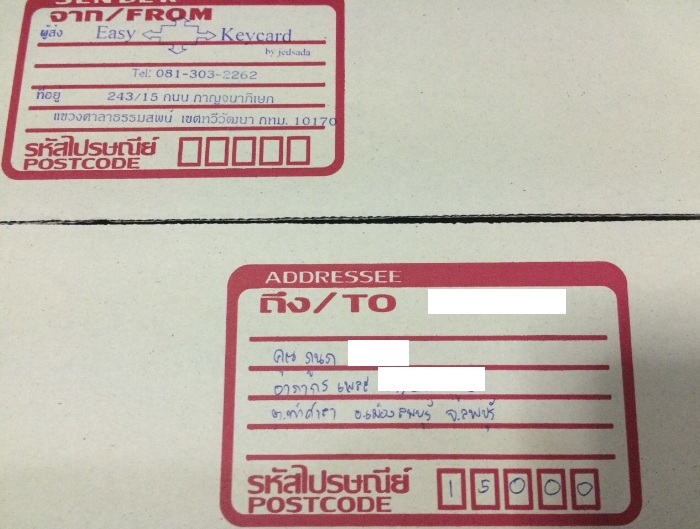 SENDER
จาก/FROM
ผู้ส่ง Easy Keycard
by jedsada
Tel: 081-303-2262
ที่อยู่ 243/15 ถนน กาญจนาภิเษก
แขวงศาลาธรรมสพน์ เขตทวีวัฒนา กทม. 10170
รหัสไปรษณีย์
POSTCODE
ADDRESSEE
ถึง/TO
คุณ
อาภากร เพลส
ต.ท่าศาลา อ.เมืองลพบุรี จ.ลพบุรี
รหัสไปรษณีย์ 15000
POSTCODE